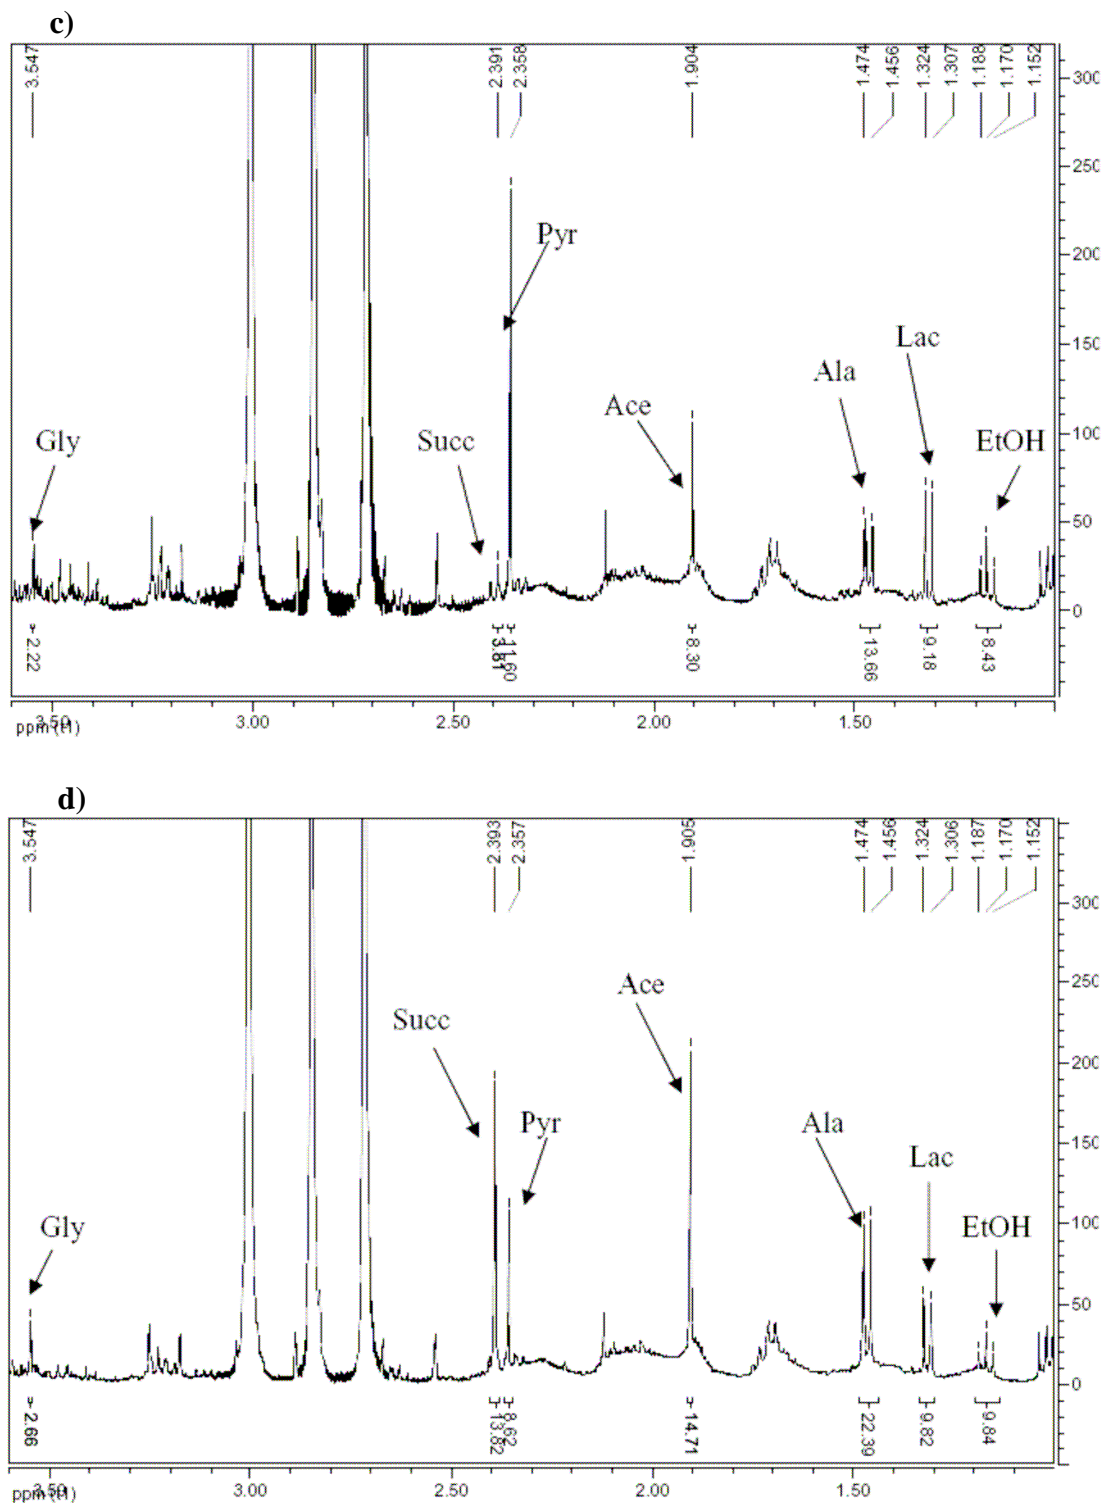 c)
3.547 2.391 2.358 1.904 1.474 1.456 1.324 1.307 1.188 1.170 1.152
300
250
Pyr
200
150
Lac
Ala
Ace
100
Gly Succ EtOH
50
0
2.22 11.60 8.30 13.66 9.18 8.43
3.50 3.00 2.50 2.00 1.50
d)
3.547 2.393 2.357 1.905 1.474 1.456 1.324 1.306 1.187 1.170 1.152
300
250
Ace
Succ
200
150
Pyr Ala
Lac
100
Gly EtOH
50
0
2.66 13.82 8.62 14.71 22.39 9.82 9.84
3.00 2.50 2.00 1.50